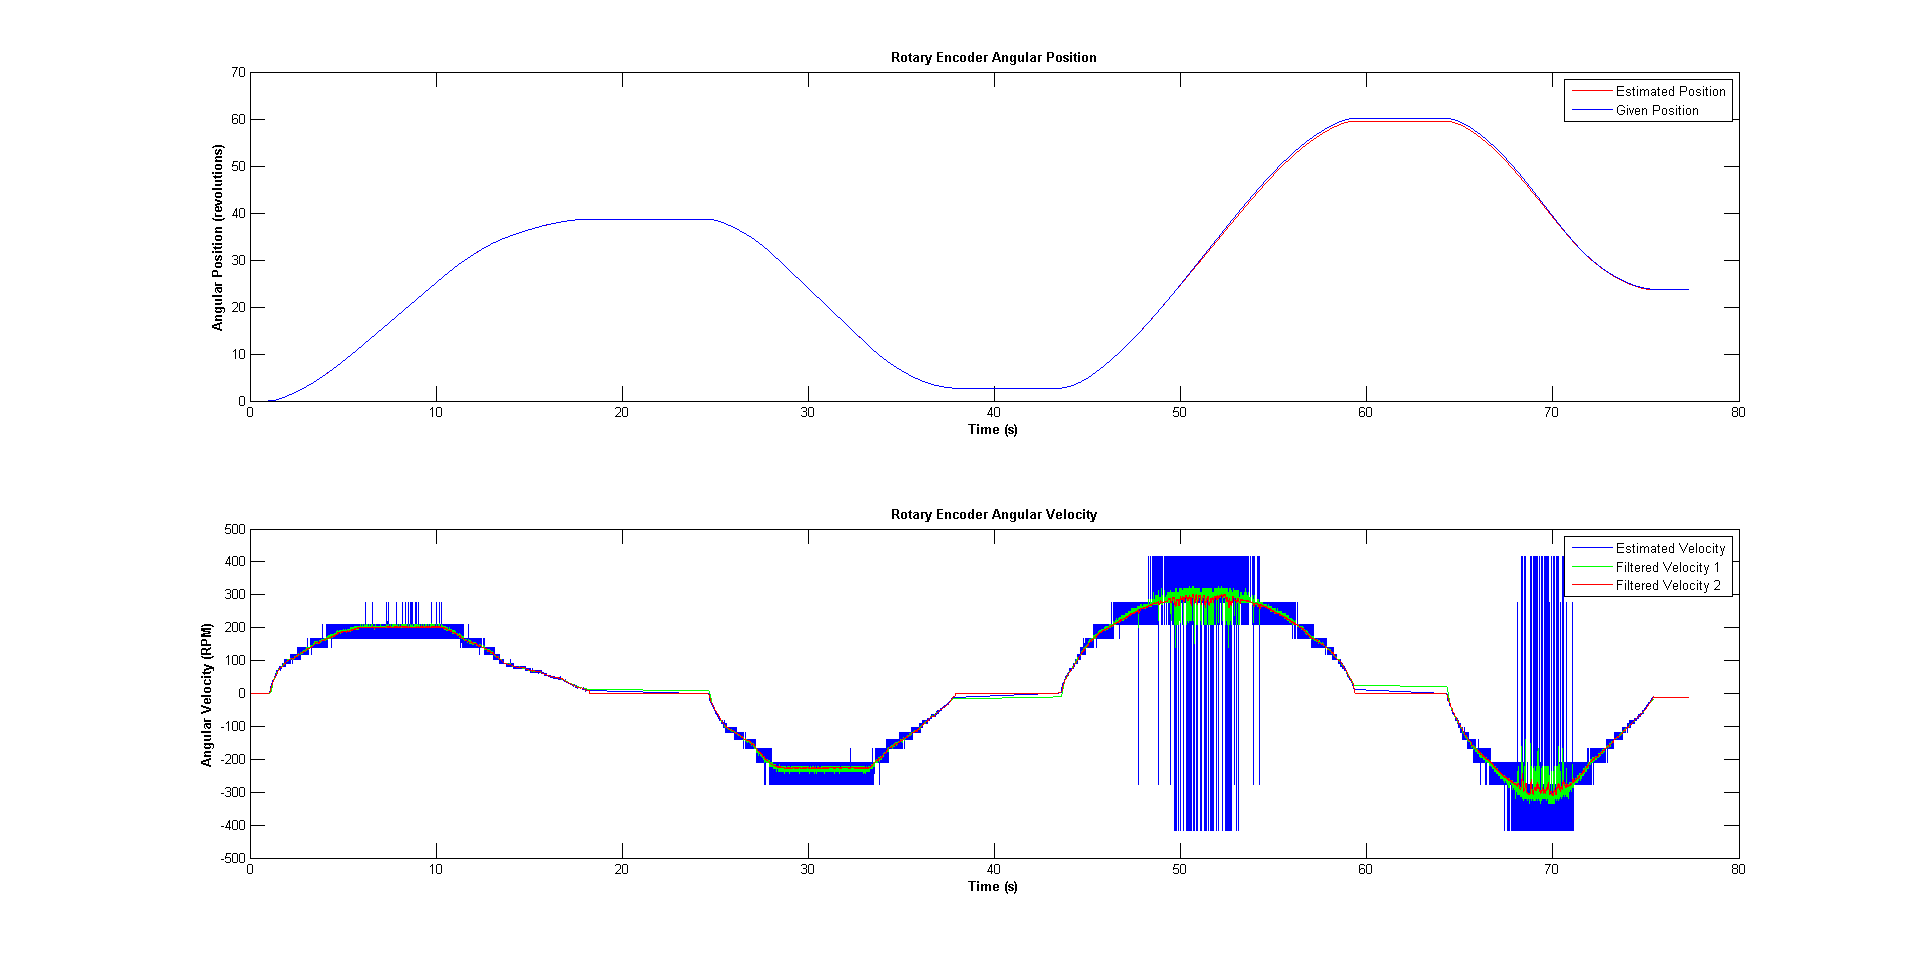 Rotary Encoder Angular Position
70
60
50
40
30
20
10
0
Angular Position (revolutions)
Estimated Position
Given Position
0 10 20 30 40 50 60 70 80
Time (s)
Rotary Encoder Angular Velocity
500
400
300
200
100
0
-100
-200
-300
-400
-500
Angular Velocity (RPM)
Estimated Velocity
Filtered Velocity 1
Filtered Velocity 2
0 10 20 30 40 50 60 70 80
Time (s)